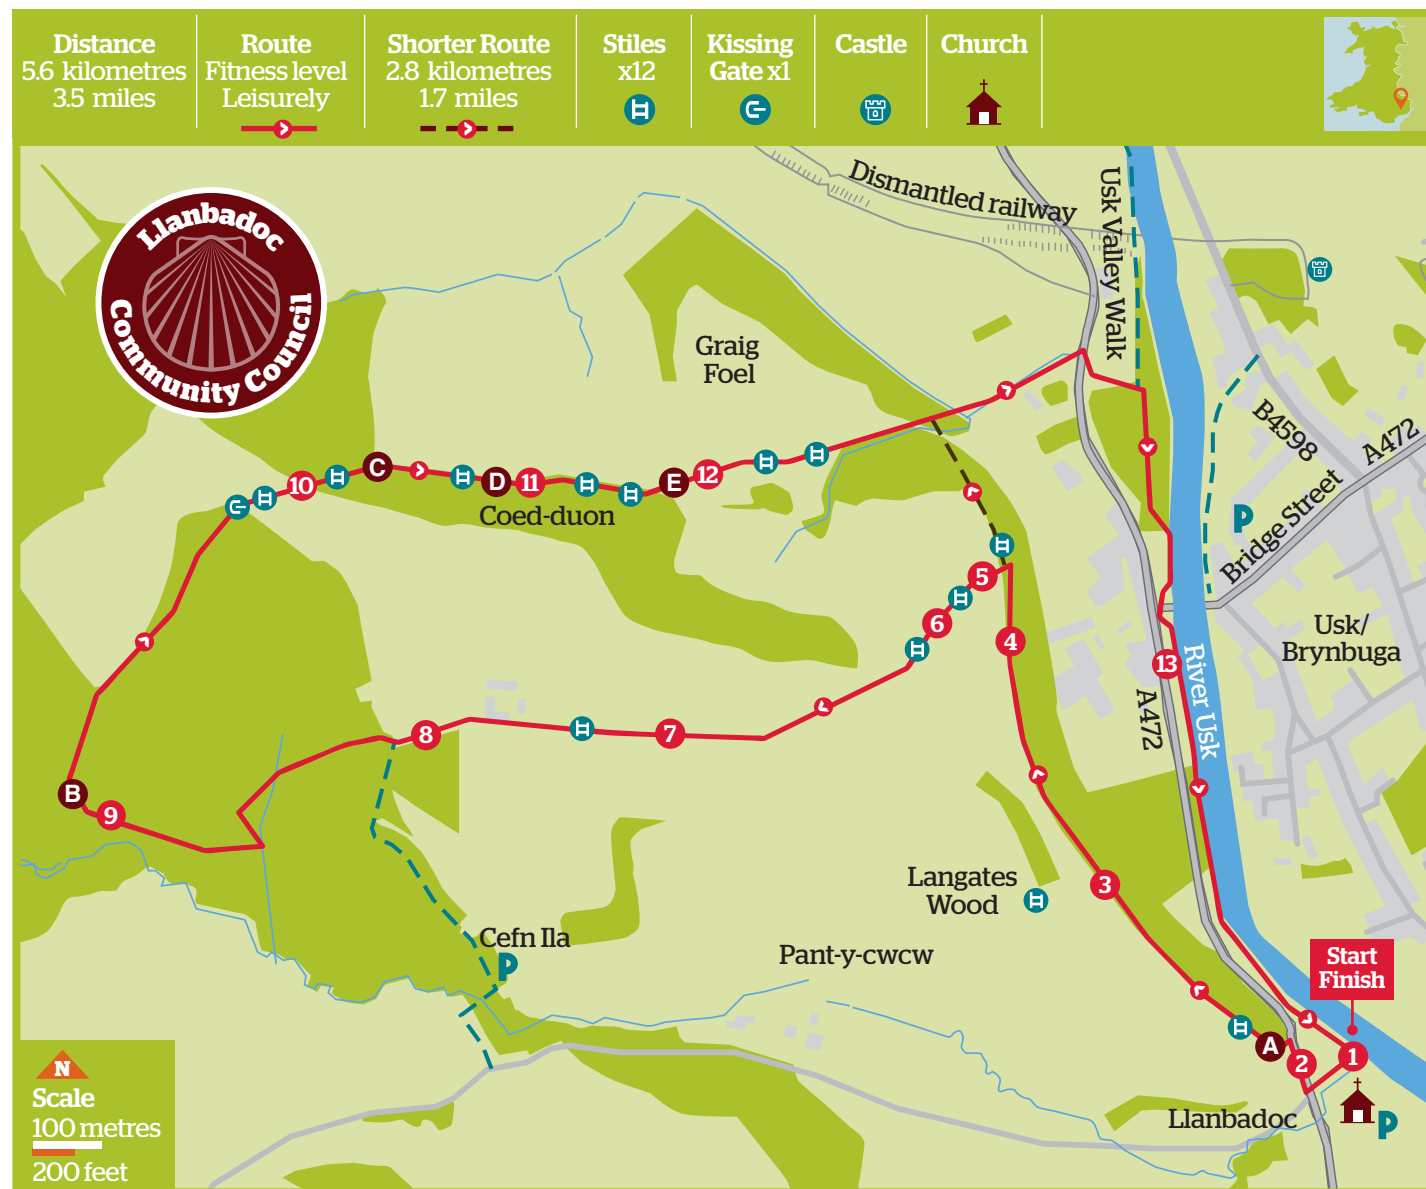 Distance
5.6 kilometres
3.5 miles
Route
Fitness level
Leisurely
Shorter Route
2.8 kilometres
1.7 miles
Stiles
x12
Kissing
Gate x1
Castle
Church
Llanbadoc
Community Council
Dismantled railway
Usk Valley Walk
Graig
Foel
B4598
A472
Bridge Street
P
C
D
E
10
11
12
Coed-duon
5
6
4
Usk/
Brynbuga
13
River Usk
A472
8
7
B
9
3
Langates
Wood
Cefn Ila
P
Pant-y-cwcw
Start
Finish
A
2
1
Llanbadoc
P
N
Scale
100 metres
200 feet